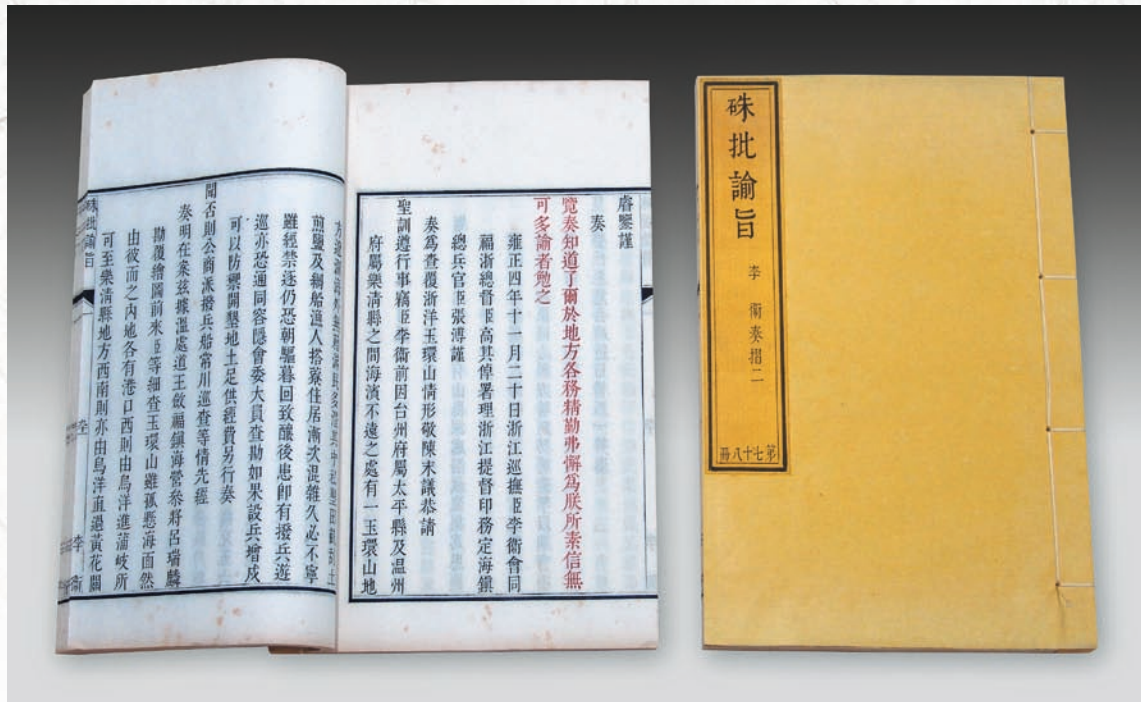 硃批諭旨
李 衛奏摺二
第七十八册
睿鑒謹
奏
覽奏知道了爾於地方各務精勤弗懈爲朕所素信無
可多諭者勉之
雍正四年十一月二十日浙江巡撫臣李衛會同
福浙總督臣高其倬署理浙江提督印務定海鎮
總兵官臣張溥謹
奏爲查覆浙洋玉環山情形敬陳末議恭請
聖訓遵行事竊臣李衛前因台州府屬太平縣及温州
府屬樂清縣之間海濱不遠之處有一玉環山地
煎鹽及網船漁人搭寮住居漸次混雜久必不寧
雖經禁逐仍恐朝驅暮回致釀後患卽有撥兵遊
巡亦恐通同容隱會委大員查勘如果設兵增戍
可以防禦開墾地土足供經費另行奏
聞否則公商派撥兵船常川巡查等情先經
奏明在案玆據溫處道王斂福鎮海營叅將呂瑞麟
勘覆繪圖前來臣等細查玉環山雖孤懸海面然
由彼而之內地各有港口西則由烏洋進蒲岐所
可至樂清縣地方西南則亦由烏洋直過黃花關
硃批諭旨
李衛